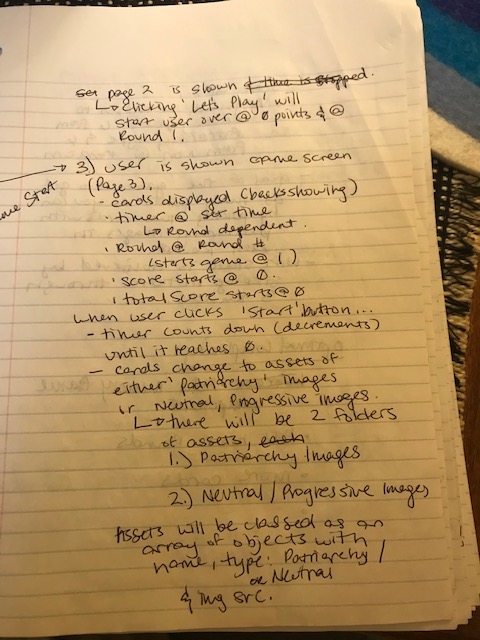 Set page 2 is shown & time is stopped.
↳ Clicking 'Let's Play' will
start user over @ 0 points & @
Round 1.
→ 3) user is shown game screen
(Page 3).
me Start
- cards displayed (backs showing)
· timer @ set time
↳ Round dependent.
· Round @ Round #
(starts game @ 1)
· score starts @ 0.
· total score starts @ 0
when user clicks 'start' button...
- timer counts down (decrements)
until it reaches 0.
- cards change to assets of
either 'Patriarchy' images
or Neutral, Progressive images.
↳ there will be 2 folders
of assets, each
1.) Patriarchy Images
2.) Neutral / Progressive Images
Assets will be classed as an
array of objects with
name, type: Patriarchy /
or Neutral
& img src.